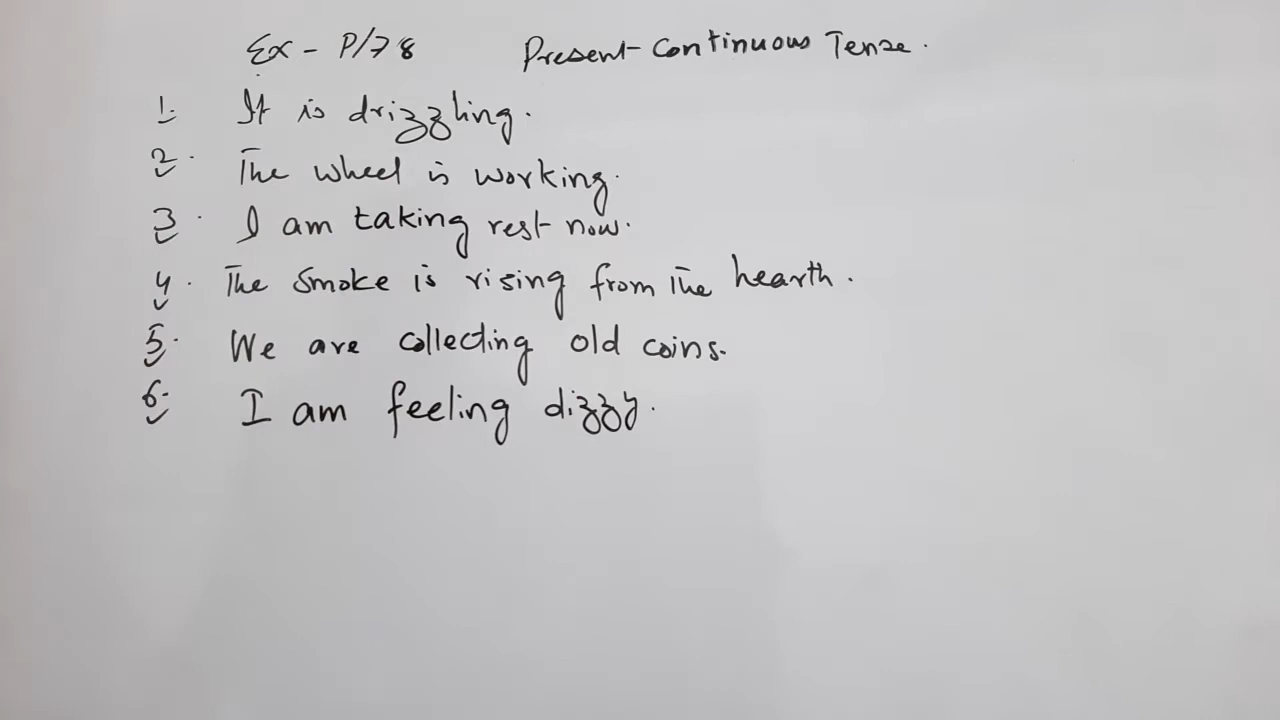 Ex - P/78 Present Continuous Tense.
1. It is drizzling.
2. The wheel is working.
3. I am taking rest now.
4. The smoke is rising from the hearth.
5. We are collecting old coins.
6. I am feeling dizzy.